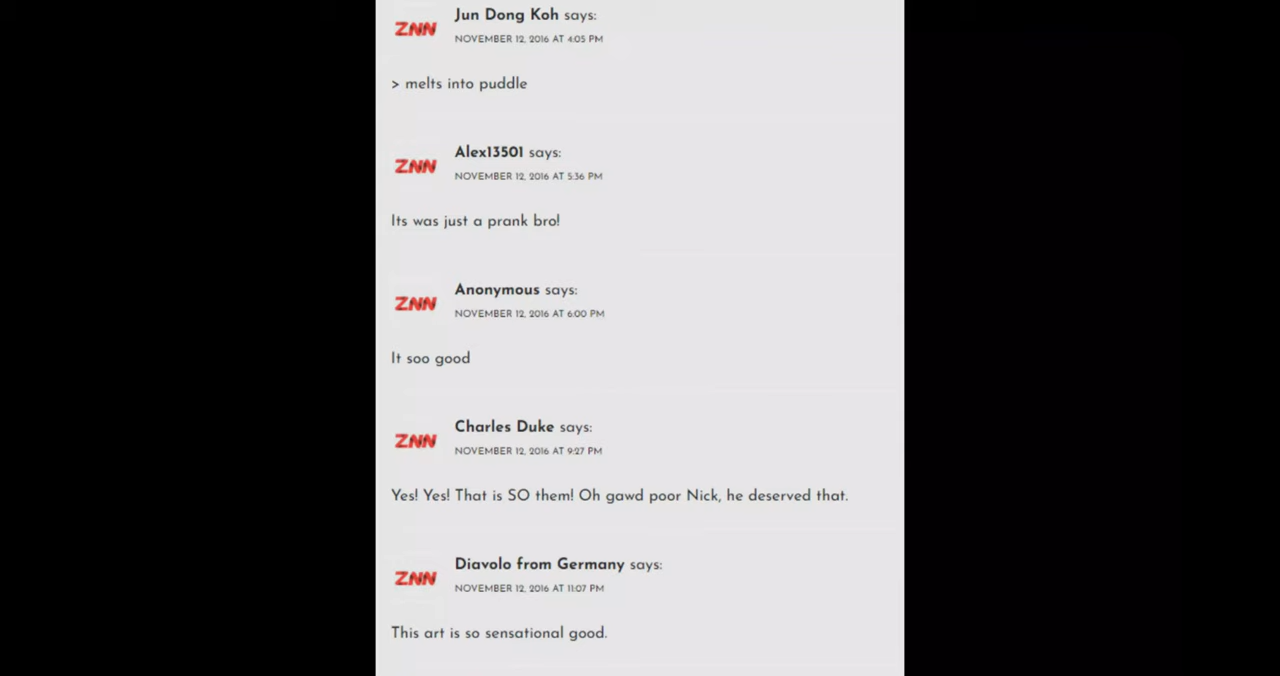 Jun Dong Koh says:
ZNN
NOVEMBER 12, 2016 AT 4:05 PM
> melts into puddle
Alex13501 says:
ZNN
NOVEMBER 12, 2016 AT 5:36 PM
Its was just a prank bro!
Anonymous says:
ZNN
NOVEMBER 12, 2016 AT 6:00 PM
It soo good
Charles Duke says:
ZNN
NOVEMBER 12, 2016 AT 9:27 PM
Yes! Yes! That is SO them! Oh gawd poor Nick, he deserved that.
Diavolo from Germany says:
ZNN
NOVEMBER 12, 2016 AT 11:07 PM
This art is so sensational good.